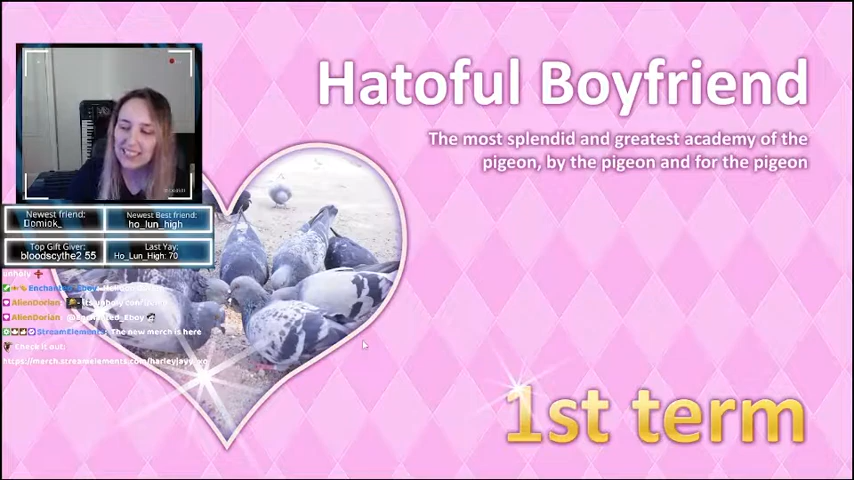 Hatoful Boyfriend
The most splendid and greatest academy of the
pigeon, by the pigeon and for the pigeon
Newest friend:
Domiok_
Newest Best friend:
ho_lun_high
Top Gift Giver:
bloodscythe2 55
Last Yay:
Ho_Lun_High: 70
unholy
AlienDorian
AlienDorian
StreamElements: The new merch is here
Check it out:
1st term